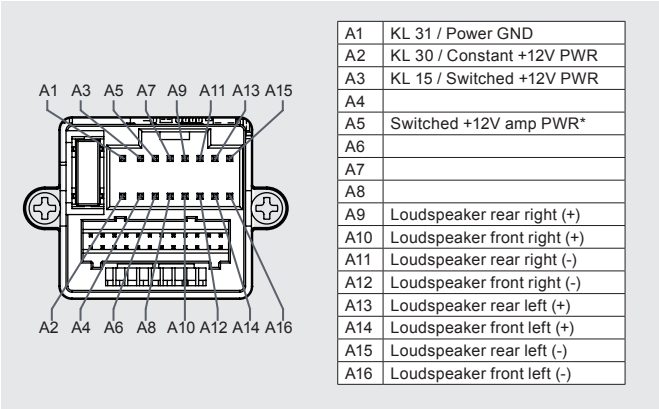 A1 A3 A5 A7 A9 A11 A13 A15
A2 A4 A6 A8 A10 A12 A14 A16
A1 KL 31 / Power GND
A2 KL 30 / Constant +12V PWR
A3 KL 15 / Switched +12V PWR
A4
A5 Switched +12V amp PWR*
A6
A7
A8
A9 Loudspeaker rear right (+)
A10 Loudspeaker front right (+)
A11 Loudspeaker rear right (-)
A12 Loudspeaker front right (-)
A13 Loudspeaker rear left (+)
A14 Loudspeaker front left (+)
A15 Loudspeaker rear left (-)
A16 Loudspeaker front left (-)